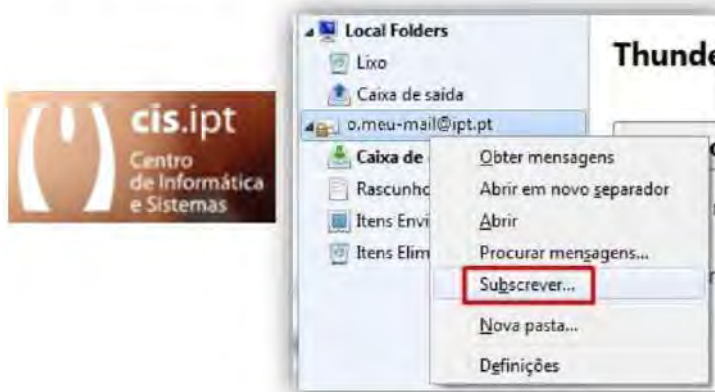 cis.ipt
Centro
de Informática
e Sistemas
Local Folders
Lixo
Caixa de saída
o.meu-mail@ipt.pt
Caixa de
Rascunho
Itens Envi
Itens Elim
Obter mensagens
Abrir em novo separador
Abrir
Procurar mensagens...
Subscrever...
Nova pasta...
Definições
Thunde